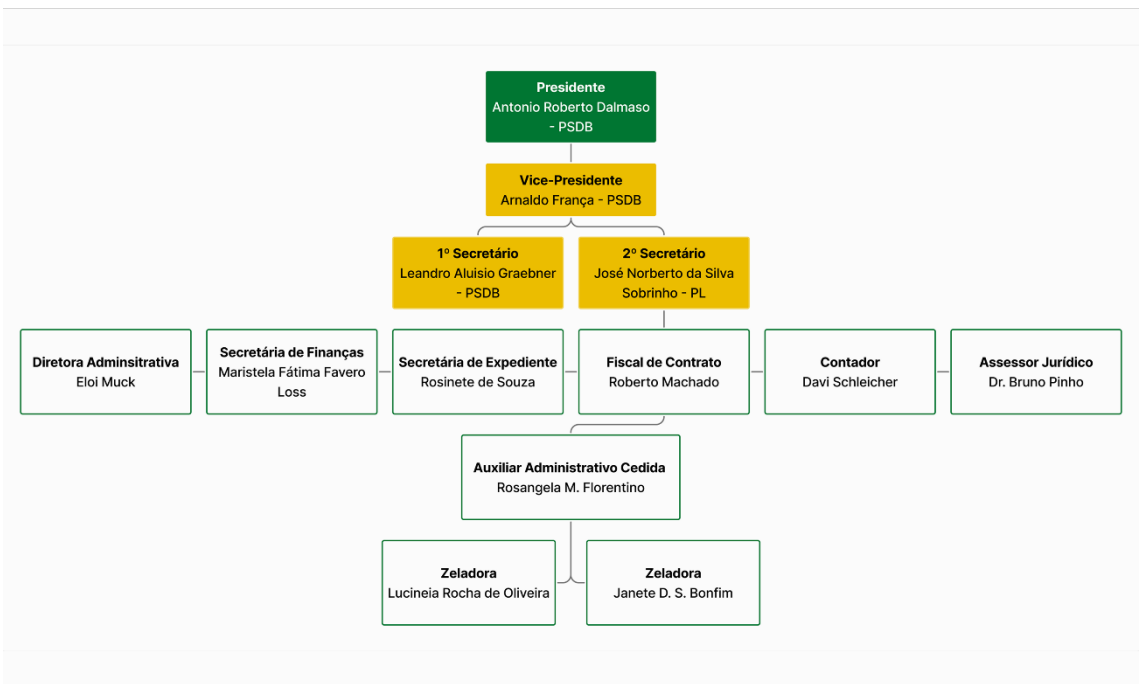 Presidente
Antonio Roberto Dalmaso
- PSDB
Vice-Presidente
Arnaldo França - PSDB
1º Secretário
Leandro Aluisio Graebner
- PSDB
2º Secretário
José Norberto da Silva
Sobrinho - PL
Diretora Adminsitrativa
Eloi Muck
Secretária de Finanças
Maristela Fátima Favero
Loss
Secretária de Expediente
Rosinete de Souza
Fiscal de Contrato
Roberto Machado
Contador
Davi Schleicher
Assessor Jurídico
Dr. Bruno Pinho
Auxiliar Administrativo Cedida
Rosangela M. Florentino
Zeladora
Lucineia Rocha de Oliveira
Zeladora
Janete D. S. Bonfim